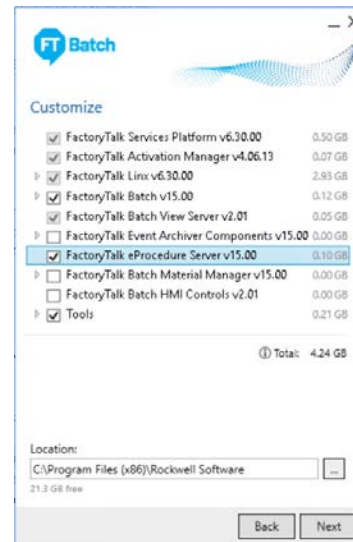 FT Batch
Customize
FactoryTalk Services Platform v6.30.00 0.50 GB
FactoryTalk Activation Manager v4.06.13 0.07 GB
FactoryTalk Linx v6.30.00 2.93 GB
FactoryTalk Batch v15.00 0.12 GB
FactoryTalk Batch View Server v2.01 0.05 GB
FactoryTalk Event Archiver Components v15.00 0.00 GB
FactoryTalk eProcedure Server v15.00 0.10 GB
FactoryTalk Batch Material Manager v15.00 0.00 GB
FactoryTalk Batch HMI Controls v2.01 0.00 GB
Tools 0.21 GB
Total: 4.24 GB
Location:
C:\Program Files (x86)\Rockwell Software ...
21.3 GB free
Back Next